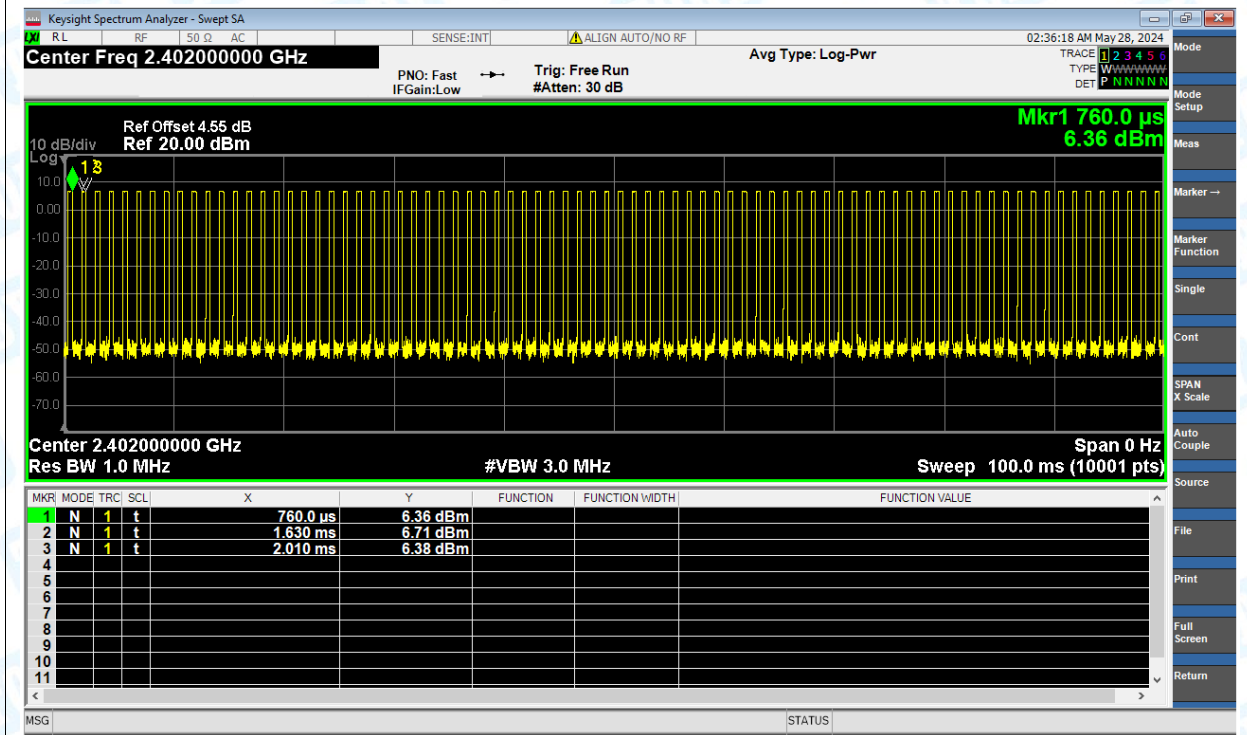 Keysight Spectrum Analyzer - Swept SA
LXI RL RF 50 Ω AC SENSE:INT ALIGN AUTO/NO RF 02:36:18 AM May 28, 2024
Center Freq 2.402000000 GHz
PNO: Fast
IFGain:Low
Trig: Free Run
#Atten: 30 dB
Avg Type: Log-Pwr
TRACE 1 2 3 4 5 6
TYPE WWWWWW
DET P N N N N N
Ref Offset 4.55 dB
Mkr1 760.0 µs
10 dB/div Ref 20.00 dBm 6.36 dBm
Log
1
3
10.0
0.00
-10.0
-20.0
-30.0
-40.0
-50.0
-60.0
-70.0
Center 2.402000000 GHz Span 0 Hz
Res BW 1.0 MHz #VBW 3.0 MHz Sweep 100.0 ms (10001 pts)
MKR MODE TRC SCL X Y FUNCTION FUNCTION WIDTH FUNCTION VALUE
1 N 1 t 760.0 µs 6.36 dBm
2 N 1 t 1.630 ms 6.71 dBm
3 N 1 t 2.010 ms 6.38 dBm
4
5
6
7
8
9
10
11
MSG STATUS
Mode
Mode
Setup
Meas
Marker →
Marker
Function
Single
Cont
SPAN
X Scale
Auto
Couple
Source
File
Print
Full
Screen
Return